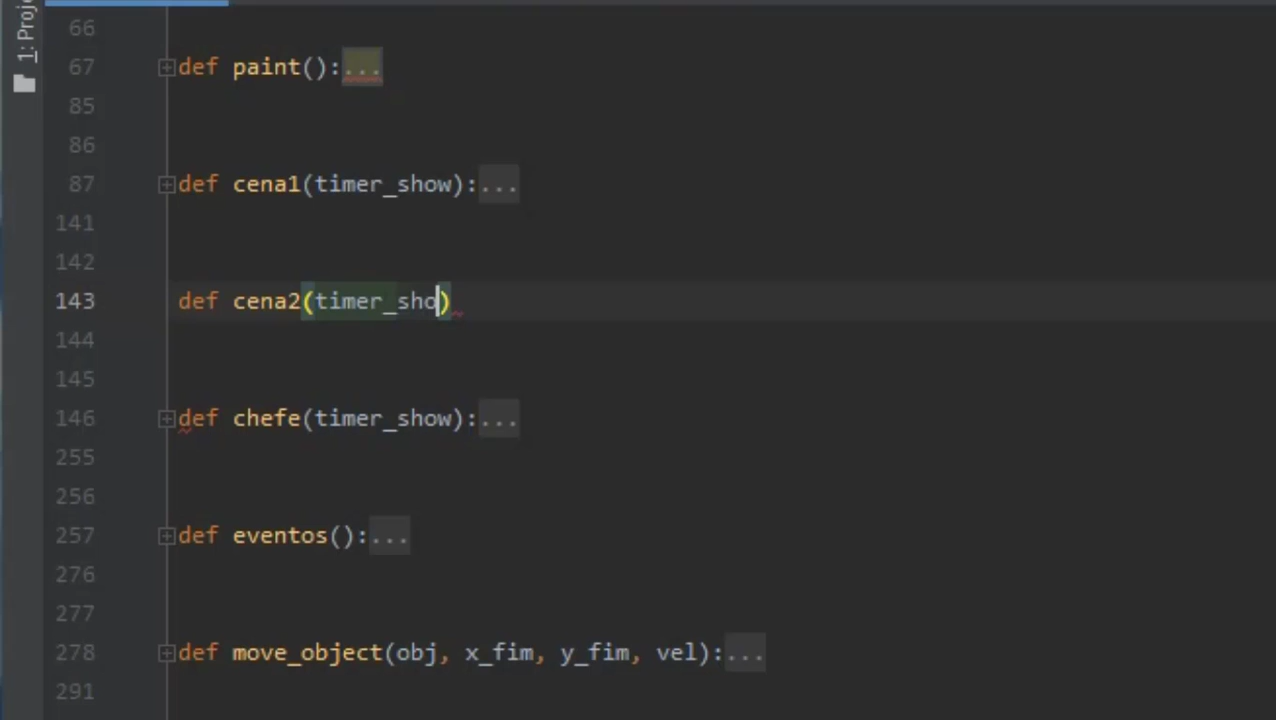 1: Proj
66
67 def paint():...
85
86
87 def cena1(timer_show):...
141
142
143 def cena2(timer_sho)
144
145
146 def chefe(timer_show):...
255
256
257 def eventos():...
276
277
278 def move_object(obj, x_fim, y_fim, vel):...
291